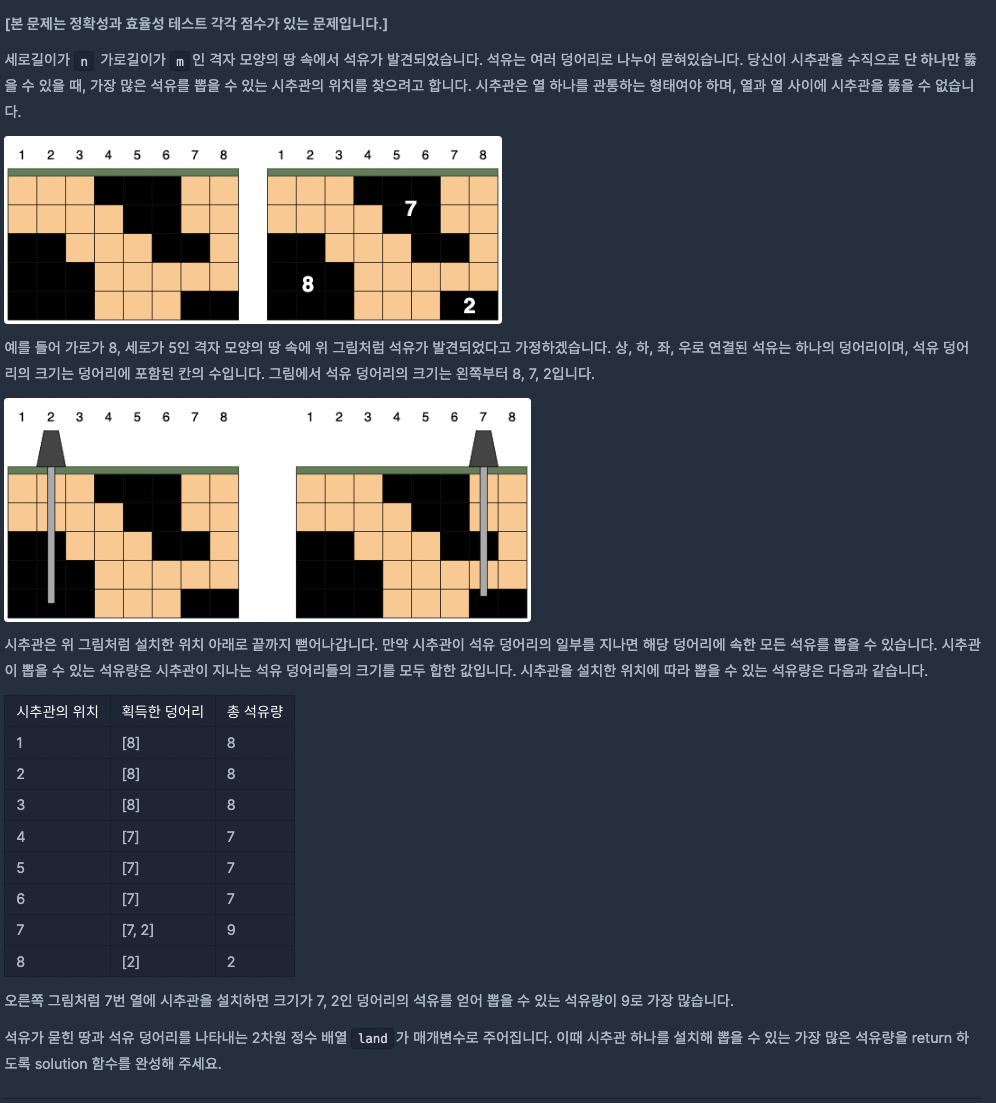 [본 문제는 정확성과 효율성 테스트 각각 점수가 있는 문제입니다.]
세로길이가 n 가로길이가 m 인 격자 모양의 땅 속에서 석유가 발견되었습니다. 석유는 여러 덩어리로 나누어 묻혀있습니다. 당신이 시추관을 수직으로 단 하나만 뚫
을 수 있을 때, 가장 많은 석유를 뽑을 수 있는 시추관의 위치를 찾으려고 합니다. 시추관은 열 하나를 관통하는 형태여야 하며, 열과 열 사이에 시추관을 뚫을 수 없습니
다.
1 2 3 4 5 6 7 8 1 2 3 4 5 6 7 8
7
8
2
예를 들어 가로가 8, 세로가 5인 격자 모양의 땅 속에 위 그림처럼 석유가 발견되었다고 가정하겠습니다. 상, 하, 좌, 우로 연결된 석유는 하나의 덩어리이며, 석유 덩어
리의 크기는 덩어리에 포함된 칸의 수입니다. 그림에서 석유 덩어리의 크기는 왼쪽부터 8, 7, 2입니다.
1 2 3 4 5 6 7 8 1 2 3 4 5 6 7 8
시추관은 위 그림처럼 설치한 위치 아래로 끝까지 뻗어나갑니다. 만약 시추관이 석유 덩어리의 일부를 지나면 해당 덩어리에 속한 모든 석유를 뽑을 수 있습니다. 시추관
이 뽑을 수 있는 석유량은 시추관이 지나는 석유 덩어리들의 크기를 모두 합한 값입니다. 시추관을 설치한 위치에 따라 뽑을 수 있는 석유량은 다음과 같습니다.
시추관의 위치 획득한 덩어리 총 석유량
1 [8] 8
2 [8] 8
3 [8] 8
4 [7] 7
5 [7] 7
6 [7] 7
7 [7, 2] 9
8 [2] 2
오른쪽 그림처럼 7번 열에 시추관을 설치하면 크기가 7, 2인 덩어리의 석유를 얻어 뽑을 수 있는 석유량이 9로 가장 많습니다.
석유가 묻힌 땅과 석유 덩어리를 나타내는 2차원 정수 배열 land 가 매개변수로 주어집니다. 이때 시추관 하나를 설치해 뽑을 수 있는 가장 많은 석유량을 return 하
도록 solution 함수를 완성해 주세요.